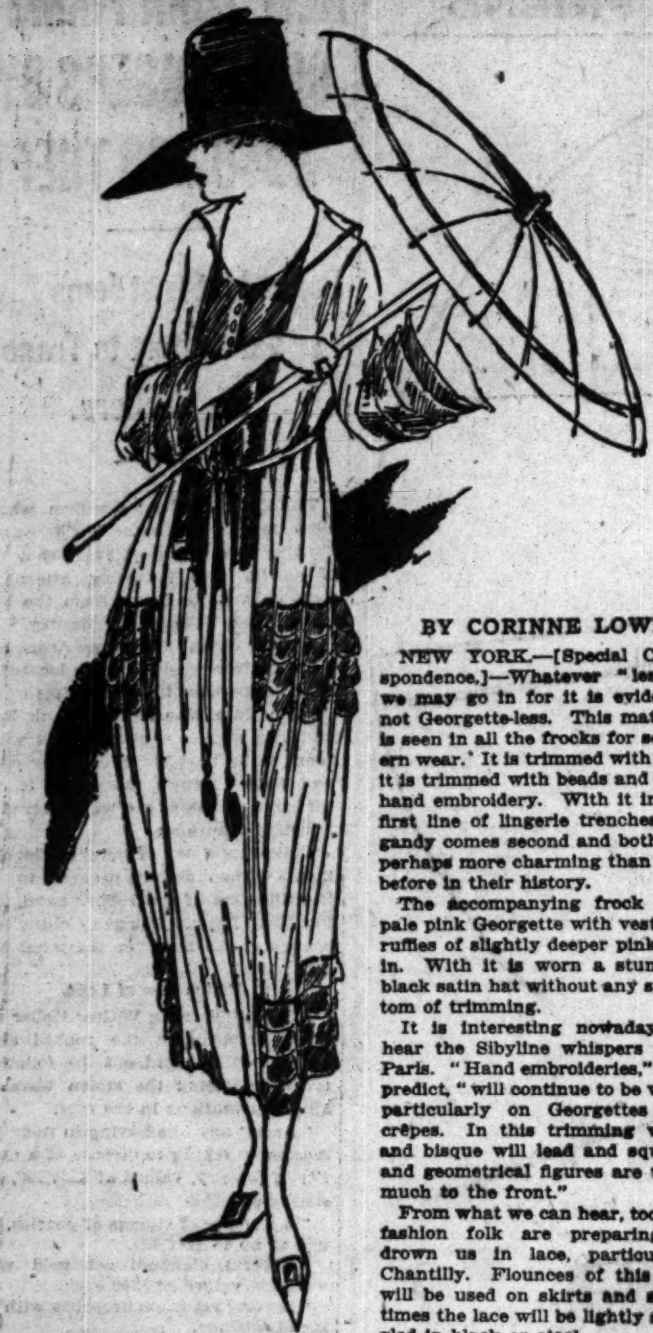 BY CORINNE LOW
NEW YORK.—[Special C
spondence.]—Whatever "les
we may go in for it is evide
not Georgette-less. This mat
is seen in all the frocks for so
ern wear. It is trimmed with
it is trimmed with beads and
hand embroidery. With it in
first line of lingerie trenches
gandy comes second and both
perhaps more charming than
before in their history.
The accompanying frock
pale pink Georgette with vest
ruffles of slightly deeper pink
in. With it is worn a stun
black satin hat without any s
tom of trimming.
It is interesting nowaday
hear the Sibyline whispers
Paris. "Hand embroideries,"
predict, "will continue to be v
particularly on Georgettes
crêpes. In this trimming
and bisque will lead and squ
and geometrical figures are
much to the front."
From what we can hear, too
fashion folk are preparing
drown us in lace, particu
Chantilly. Flounces of this
will be used on skirts and s
times the lace will be lightly